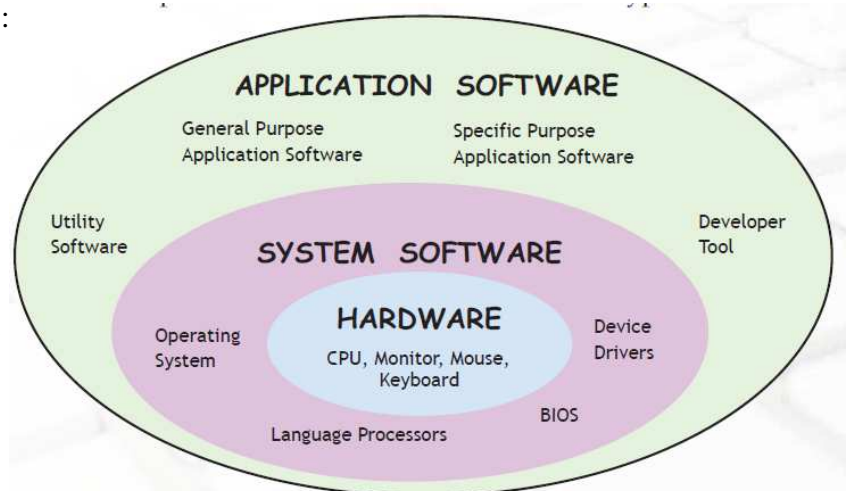 :
APPLICATION SOFTWARE
General Purpose
Application Software
Specific Purpose
Application Software
Utility
Software
Developer
Tool
SYSTEM SOFTWARE
Operating
System
Device
Drivers
HARDWARE
CPU, Monitor, Mouse,
Keyboard
BIOS
Language Processors